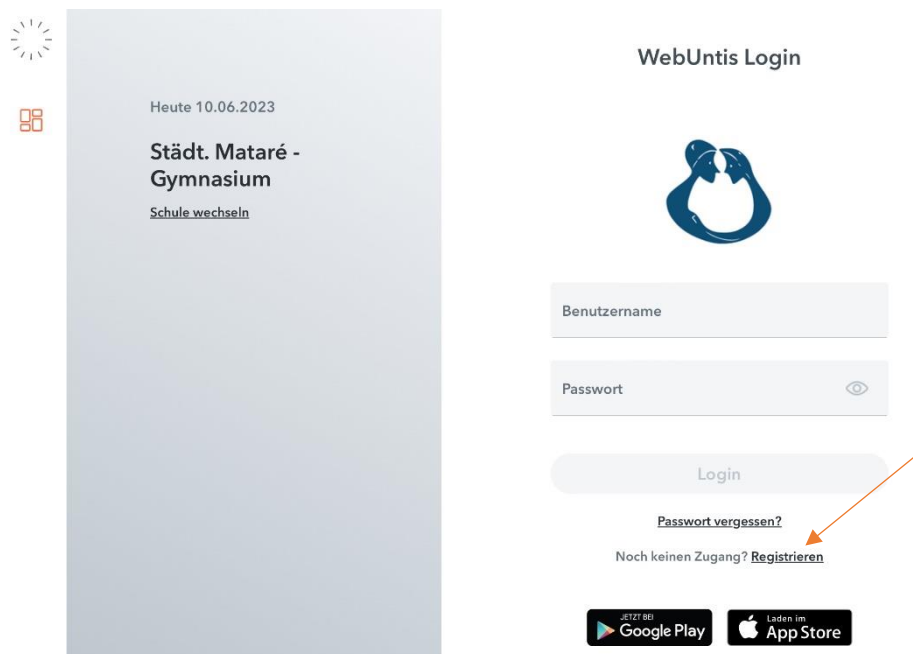 Heute 10.06.2023
Städt. Mataré -
Gymnasium
Schule wechseln
WebUntis Login
Benutzername
Passwort
Login
Passwort vergessen?
Noch keinen Zugang? Registrieren
JETZT BEI
Google Play
Laden im
App Store